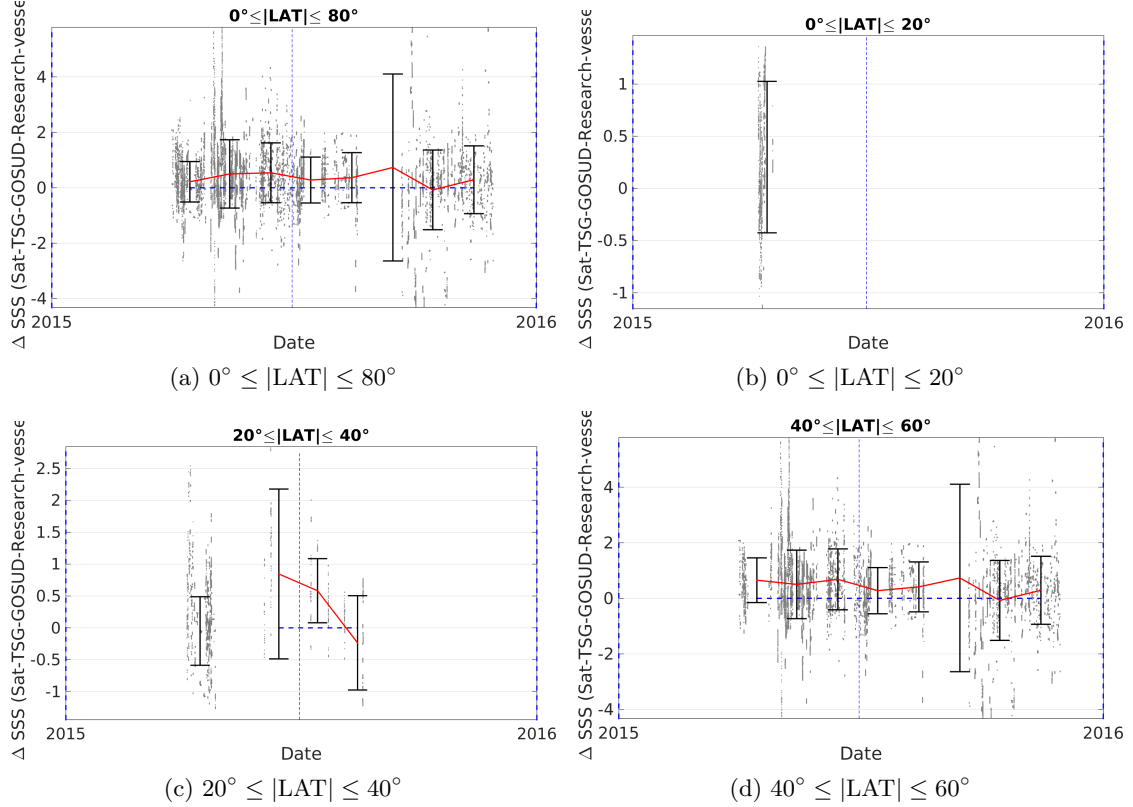 0°≤|LAT|≤ 80°
Δ SSS (Sat-TSG-GOSUD-Research-vesse
4
2
0
-2
-4
2015
2016
Date
(a) 0° ≤ |LAT| ≤ 80°
0°≤|LAT|≤ 20°
Δ SSS (Sat-TSG-GOSUD-Research-vesse
1
0.5
0
-0.5
-1
2015
2016
Date
(b) 0° ≤ |LAT| ≤ 20°
20°≤|LAT|≤ 40°
Δ SSS (Sat-TSG-GOSUD-Research-vesse
2.5
2
1.5
1
0.5
0
-0.5
-1
2015
2016
Date
(c) 20° ≤ |LAT| ≤ 40°
40°≤|LAT|≤ 60°
Δ SSS (Sat-TSG-GOSUD-Research-vesse
4
2
0
-2
-4
2015
2016
Date
(d) 40° ≤ |LAT| ≤ 60°